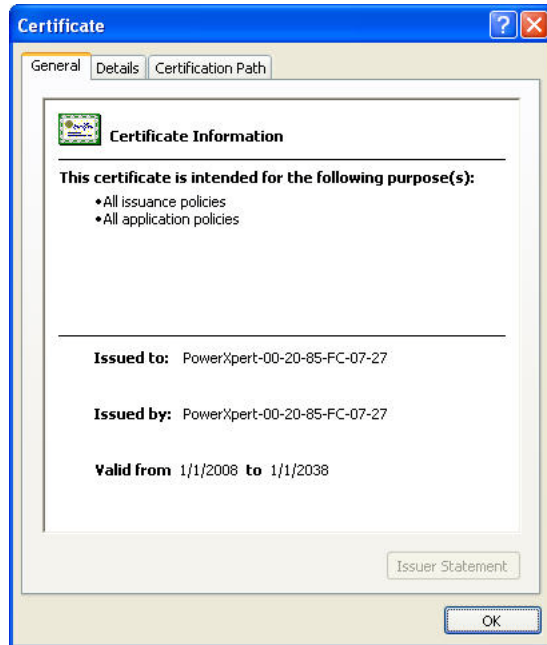 Certificate
General Details Certification Path
Certificate Information
This certificate is intended for the following purpose(s):
•All issuance policies
•All application policies
Issued to: PowerXpert-00-20-85-FC-07-27
Issued by: PowerXpert-00-20-85-FC-07-27
Valid from 1/1/2008 to 1/1/2038
Issuer Statement
OK